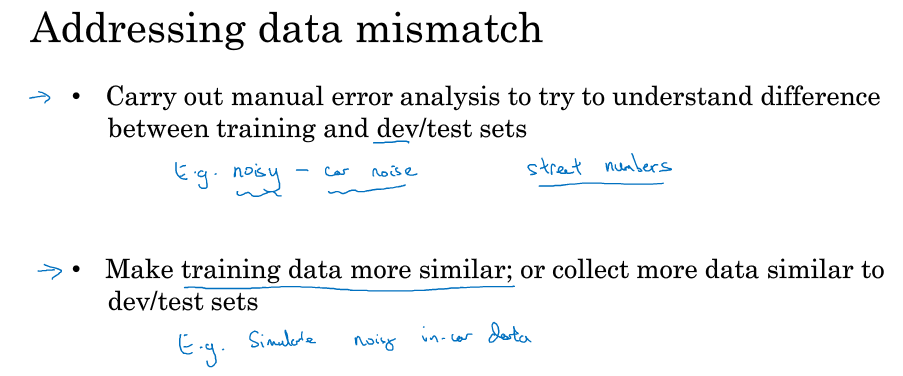 Addressing data mismatch
→ • Carry out manual error analysis to try to understand difference
between training and dev/test sets
E.g. noisy - car noise street numbers
→ • Make training data more similar; or collect more data similar to
dev/test sets
E.g. Simulate noisy in-car data